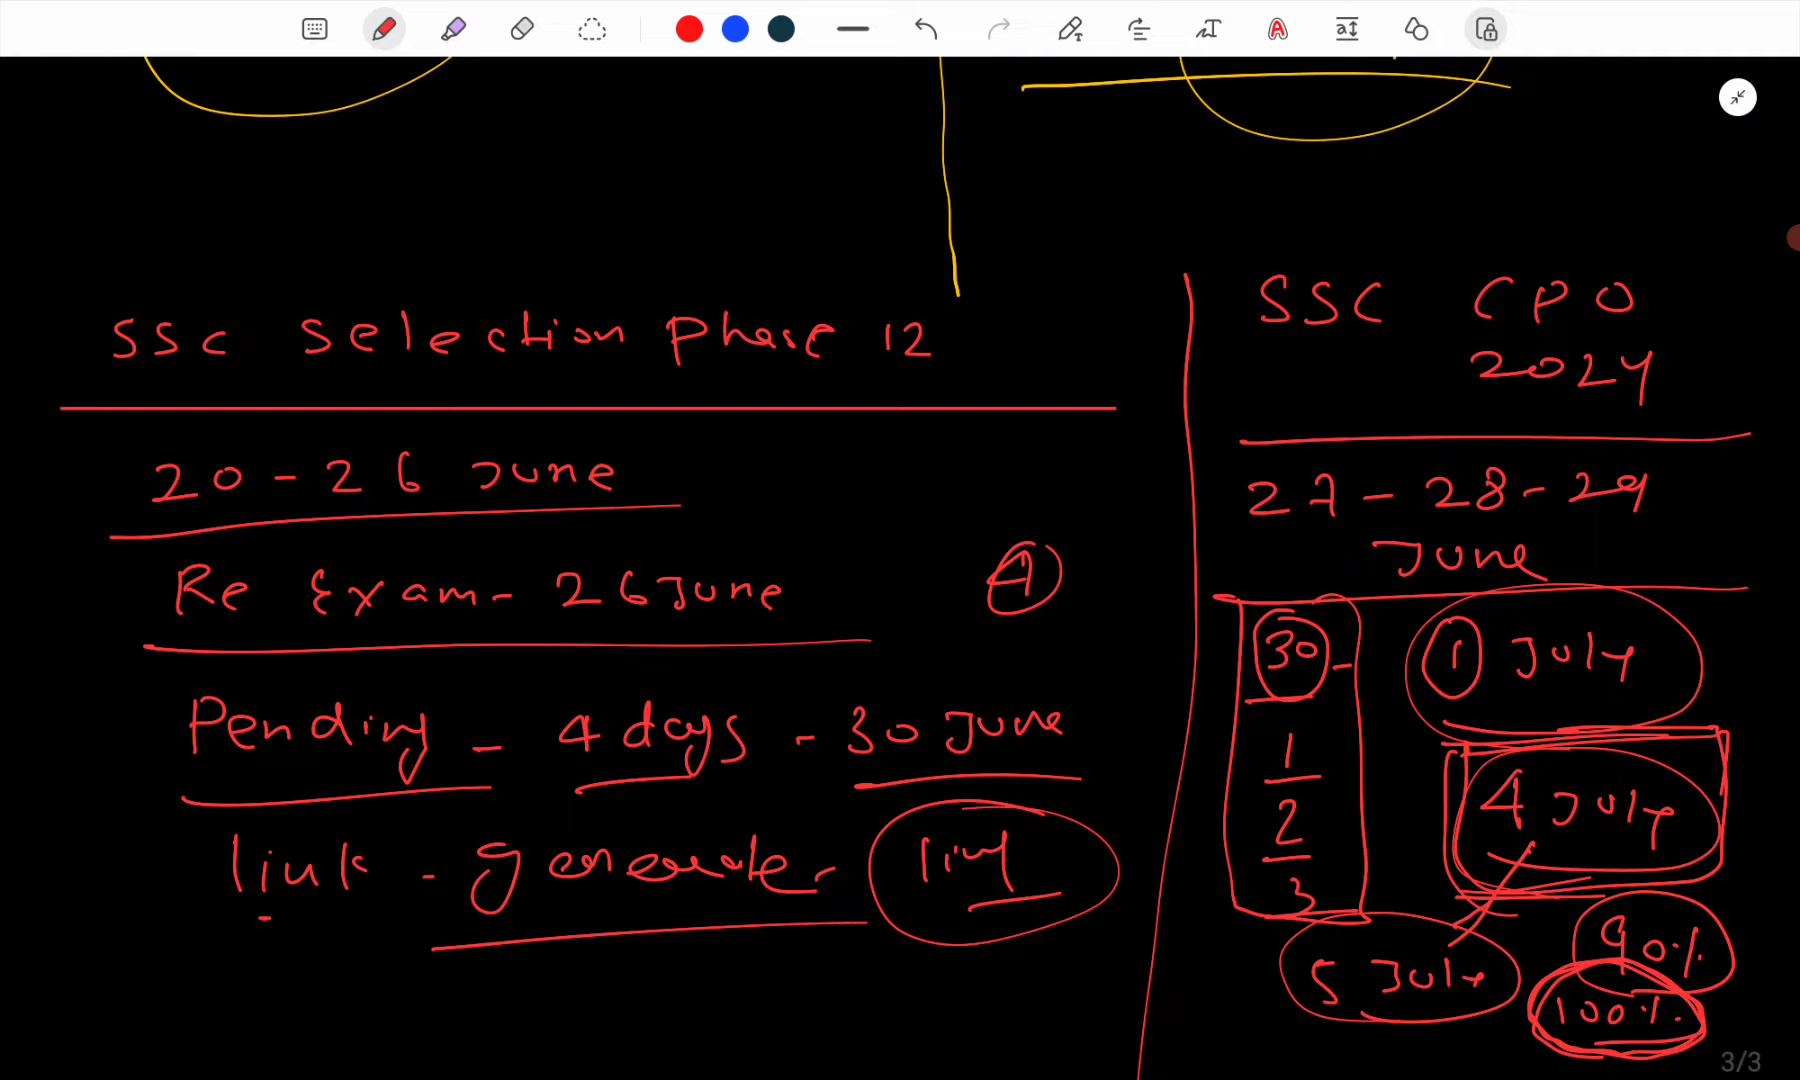 SSC Selection Phase 12
20 - 26 June
Re Exam - 26 June
4
Pending - 4 days - 30 June
link - generate -
SSC CPO
2024
27 - 28 - 29
June
30 -
1
2
3
1 July
4 July
5 July
90%
100%
3/3